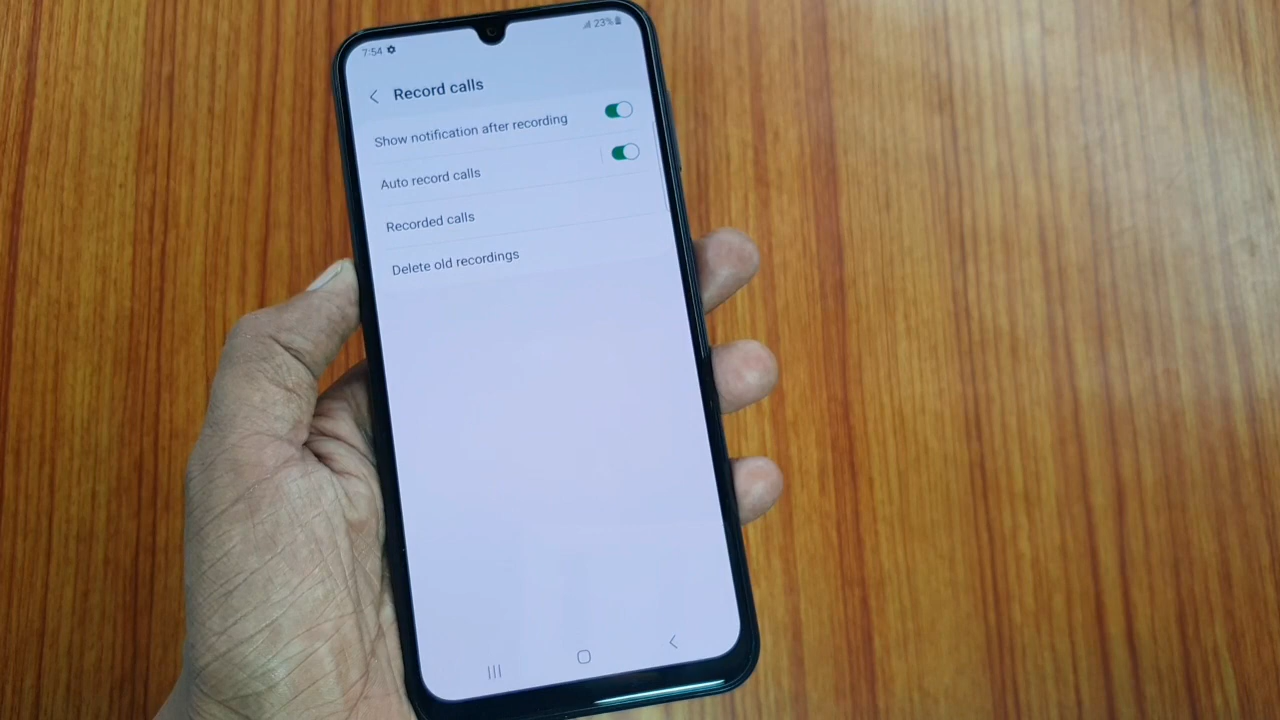 7:54
23%
Record calls
Show notification after recording
Auto record calls
Recorded calls
Delete old recordings